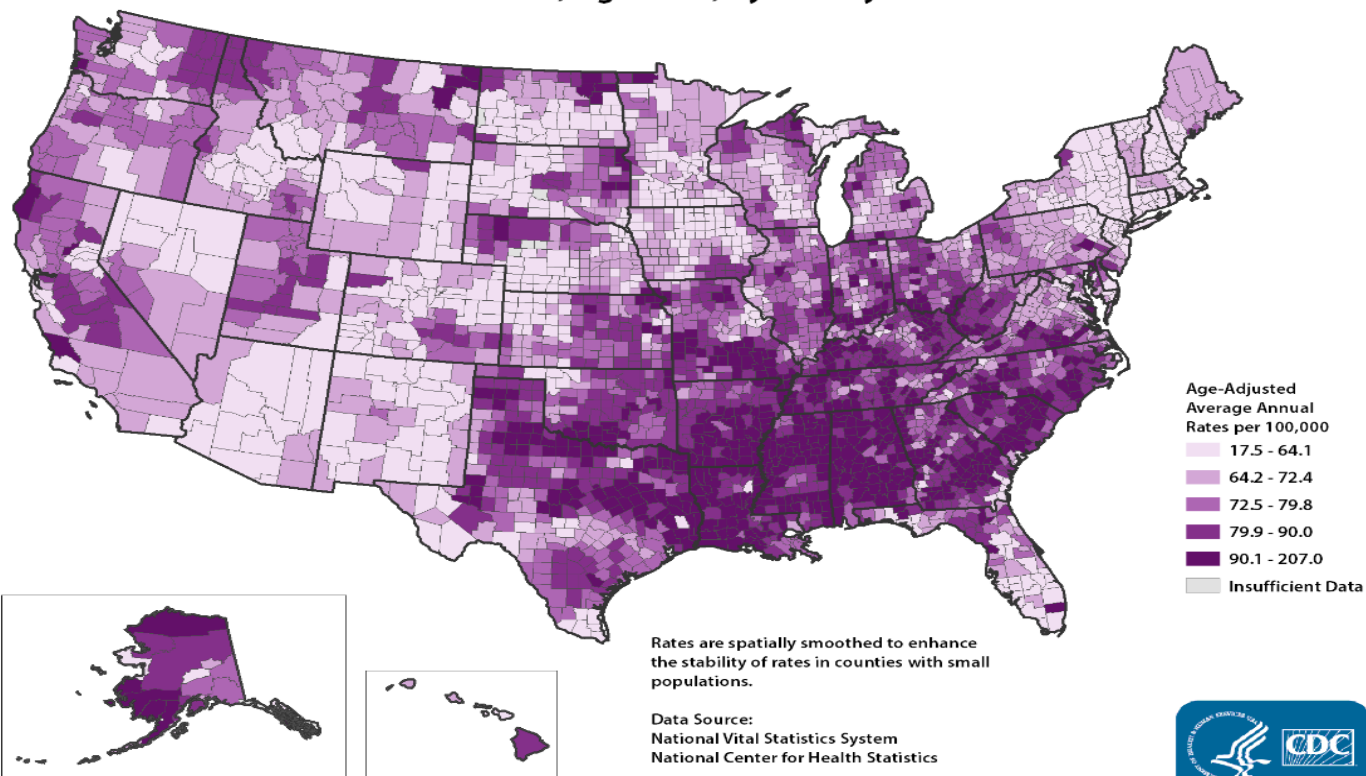 Age-Adjusted
Average Annual
Rates per 100,000
17.5 - 64.1
64.2 - 72.4
72.5 - 79.8
79.9 - 90.0
90.1 - 207.0
Insufficient Data
Rates are spatially smoothed to enhance
the stability of rates in counties with small
populations.
Data Source:
National Vital Statistics System
National Center for Health Statistics
CDC